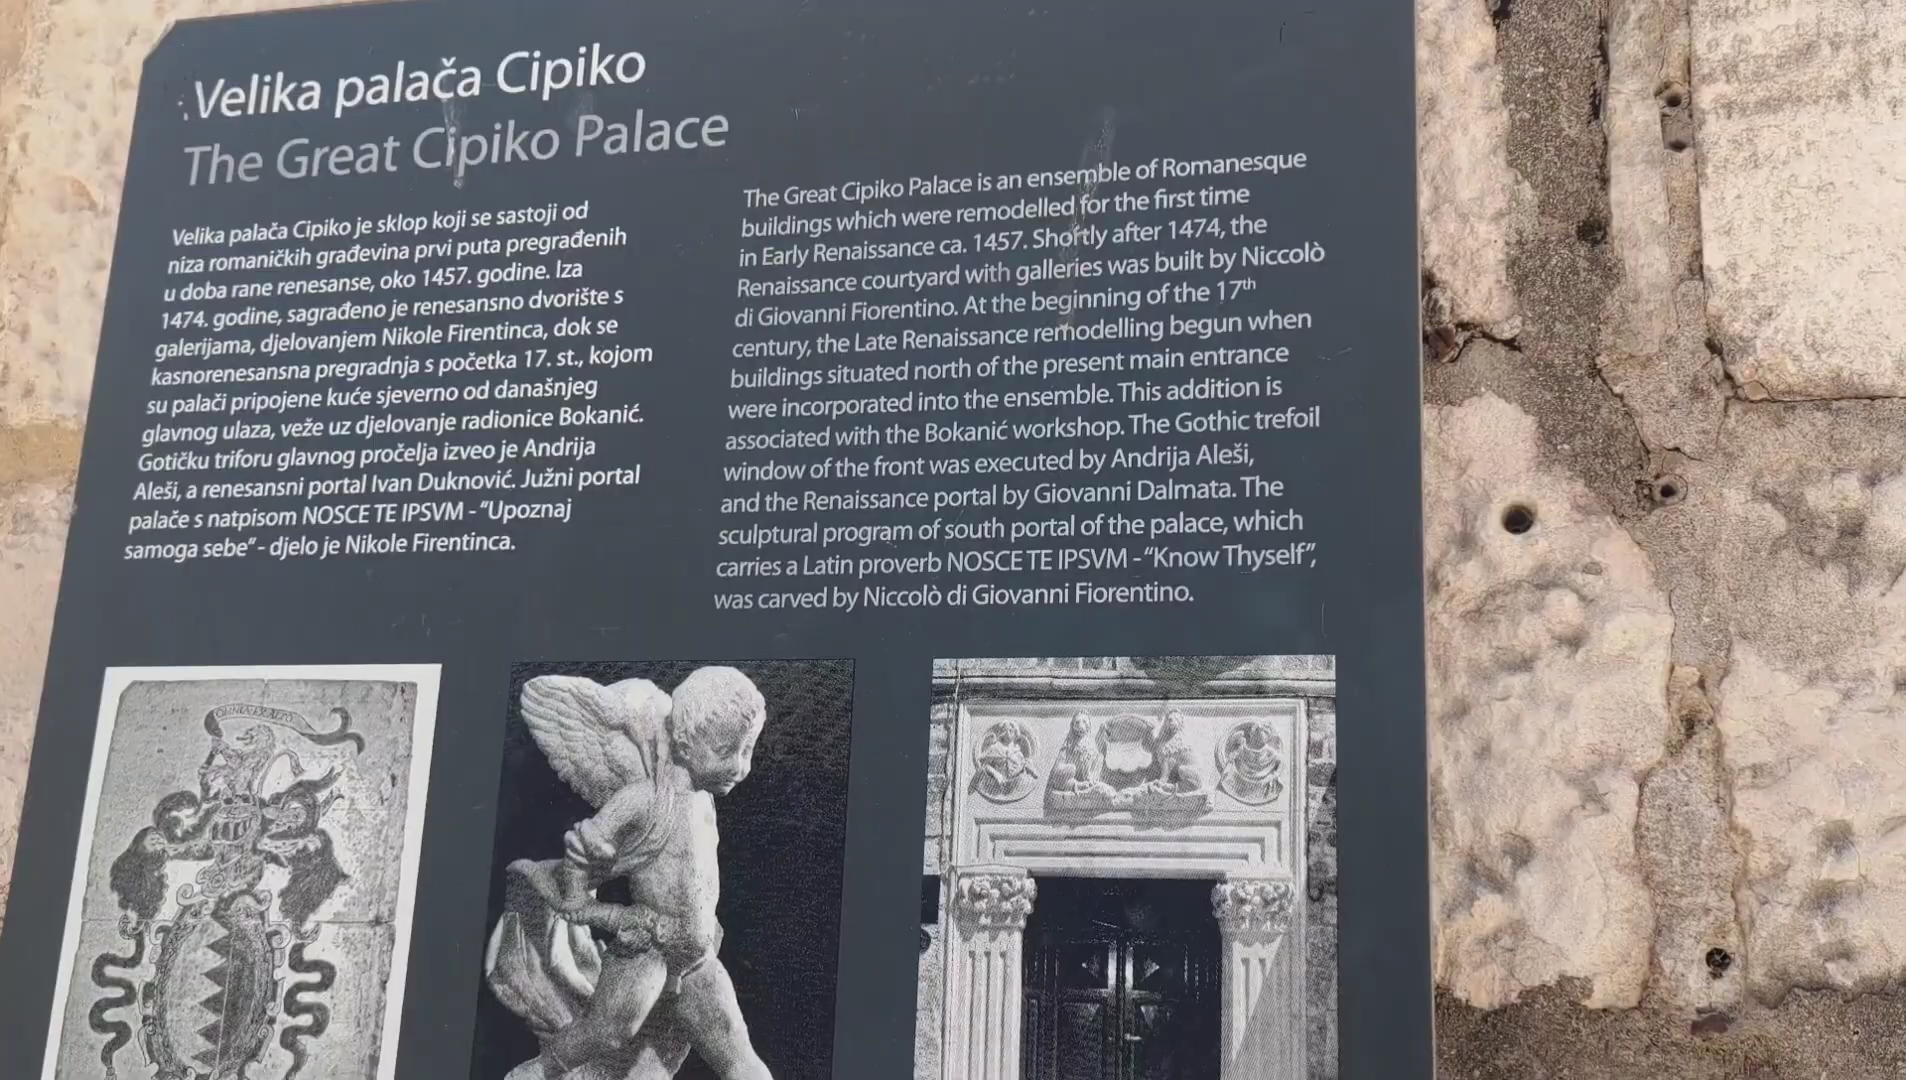 Velika palača Cipiko
The Great Cipiko Palace
Velika palača Cipiko je sklop koji se sastoji od
niza romaničkih građevina prvi puta pregrađenih
u doba rane renesanse, oko 1457. godine. Iza
1474. godine, sagrađeno je renesansno dvorište s
galerijama, djelovanjem Nikole Firentinca, dok se
kasnorenesansna pregradnja s početka 17. st., kojom
su palači pripojene kuće sjeverno od današnjeg
glavnog ulaza, veže uz djelovanje radionice Bokanić.
Gotičku triforu glavnog pročelja izveo je Andrija
Aleši, a renesansni portal Ivan Duknović. Južni portal
palače s natpisom NOSCE TE IPSVM - "Upoznaj
samoga sebe" - djelo je Nikole Firentinca.
The Great Cipiko Palace is an ensemble of Romanesque
buildings which were remodelled for the first time
in Early Renaissance ca. 1457. Shortly after 1474, the
Renaissance courtyard with galleries was built by Niccolò
di Giovanni Fiorentino. At the beginning of the 17th
century, the Late Renaissance remodelling begun when
buildings situated north of the present main entrance
were incorporated into the ensemble. This addition is
associated with the Bokanić workshop. The Gothic trefoil
window of the front was executed by Andrija Aleši,
and the Renaissance portal by Giovanni Dalmata. The
sculptural program of south portal of the palace, which
carries a Latin proverb NOSCE TE IPSVM - "Know Thyself",
was carved by Niccolò di Giovanni Fiorentino.